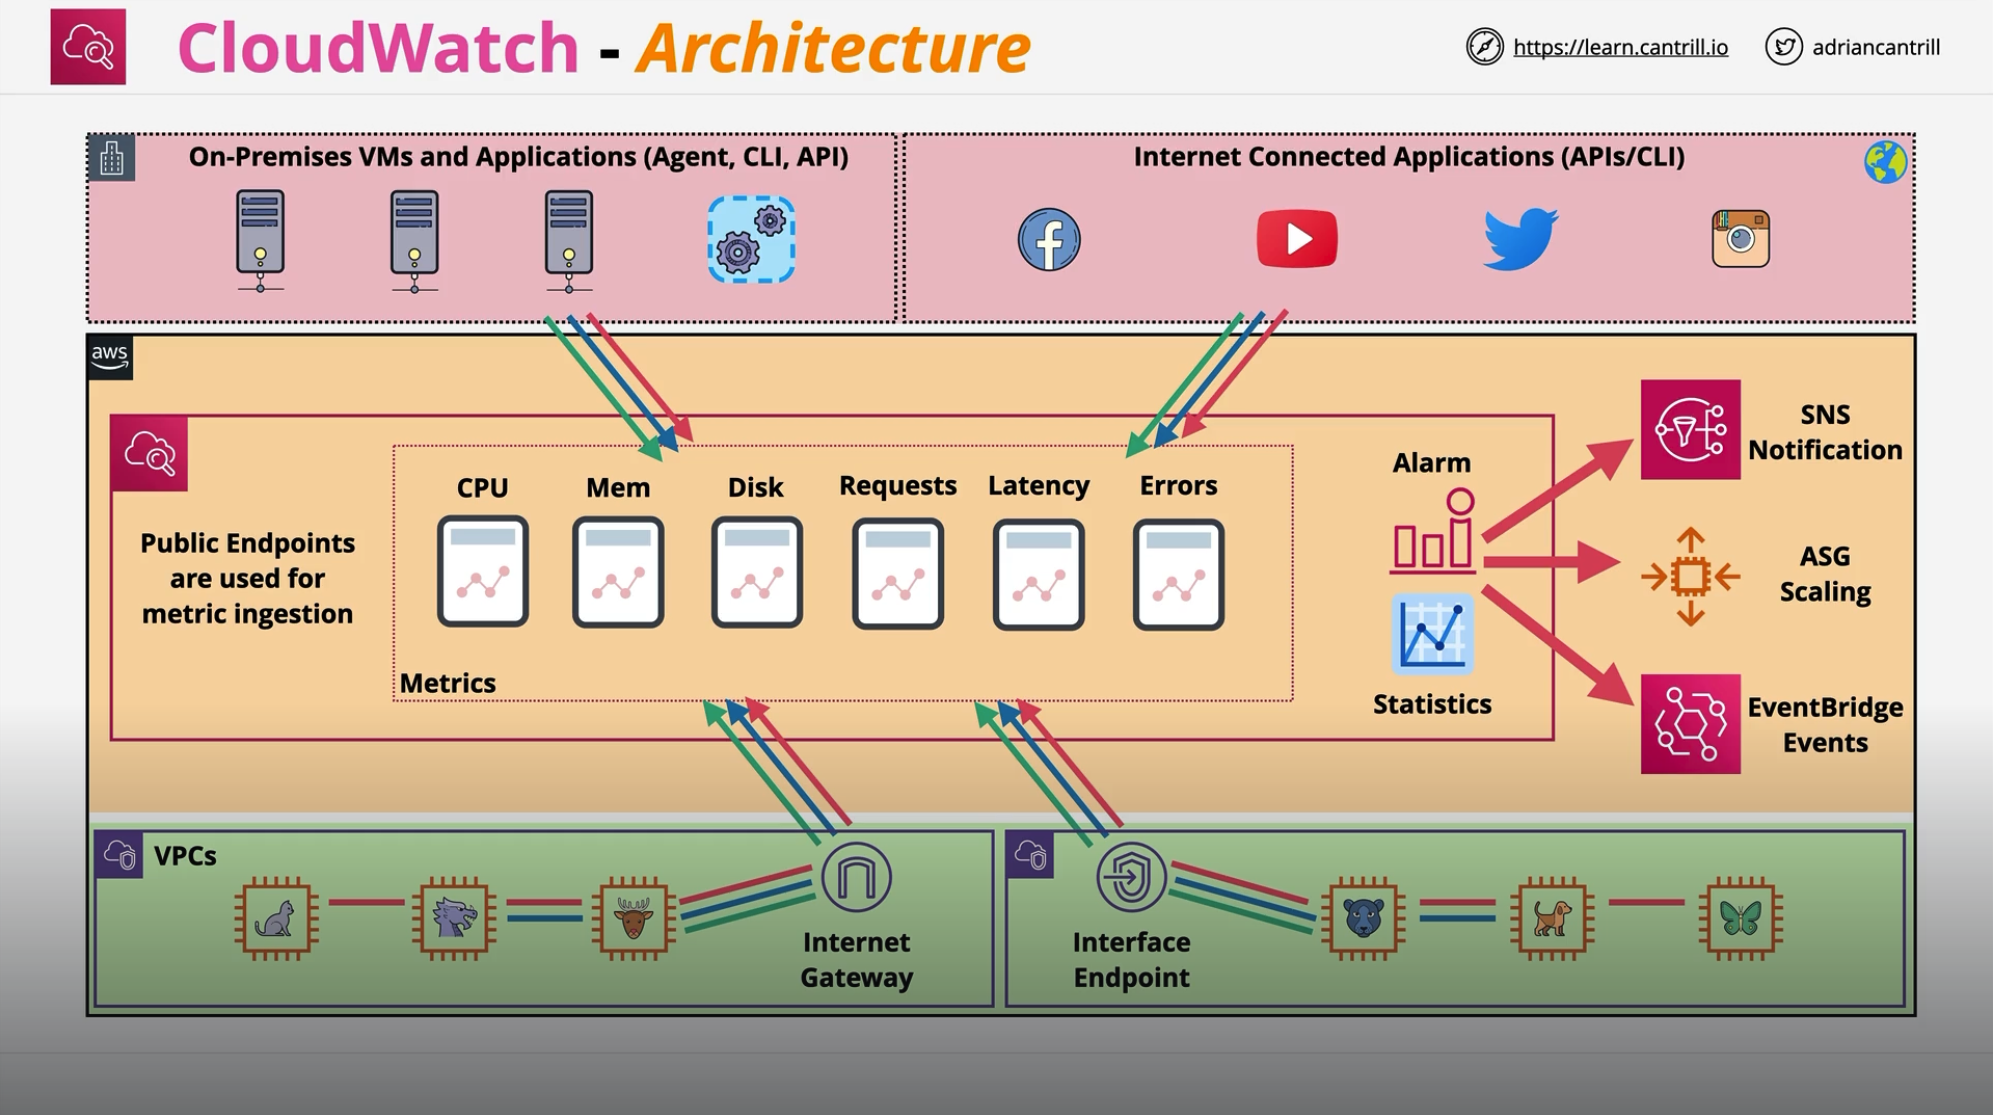 CloudWatch - Architecture
https://learn.cantrill.io
adriancantrill
On-Premises VMs and Applications (Agent, CLI, API)
Internet Connected Applications (APIs/CLI)
aws
Public Endpoints
are used for
metric ingestion
CPU
Mem
Disk
Requests
Latency
Errors
Metrics
Alarm
Statistics
SNS
Notification
ASG
Scaling
EventBridge
Events
VPCs
Internet
Gateway
Interface
Endpoint